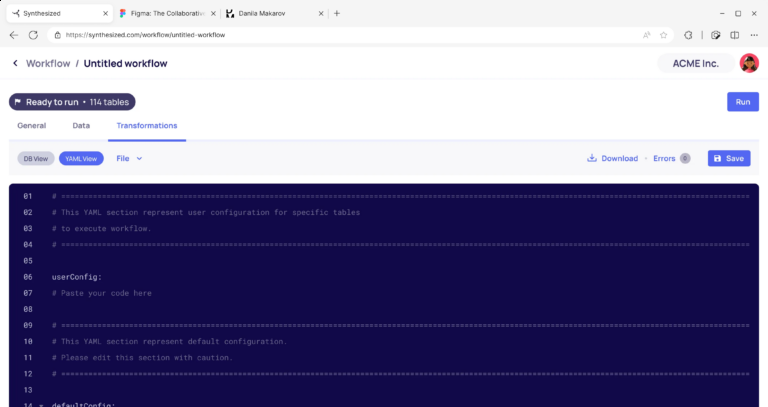 Synthesized
Figma: The Collaborative
Danila Makarov
https://synthesized.com/workflow/untitled-workflow
Workflow / Untitled workflow
ACME Inc.
Ready to run • 114 tables
Run
General Data Transformations
DB View YAML View File
Download • Errors 0
Save
01 # ==============================================================================
02 # This YAML section represent user configuration for specific tables
03 # to execute workflow.
04 # ==============================================================================
05
06 userConfig:
07 # Paste your code here
08
09 # ==============================================================================
10 # This YAML section represent default configuration.
11 # Please edit this section with caution.
12 # ==============================================================================
13
14 defaultConfig: